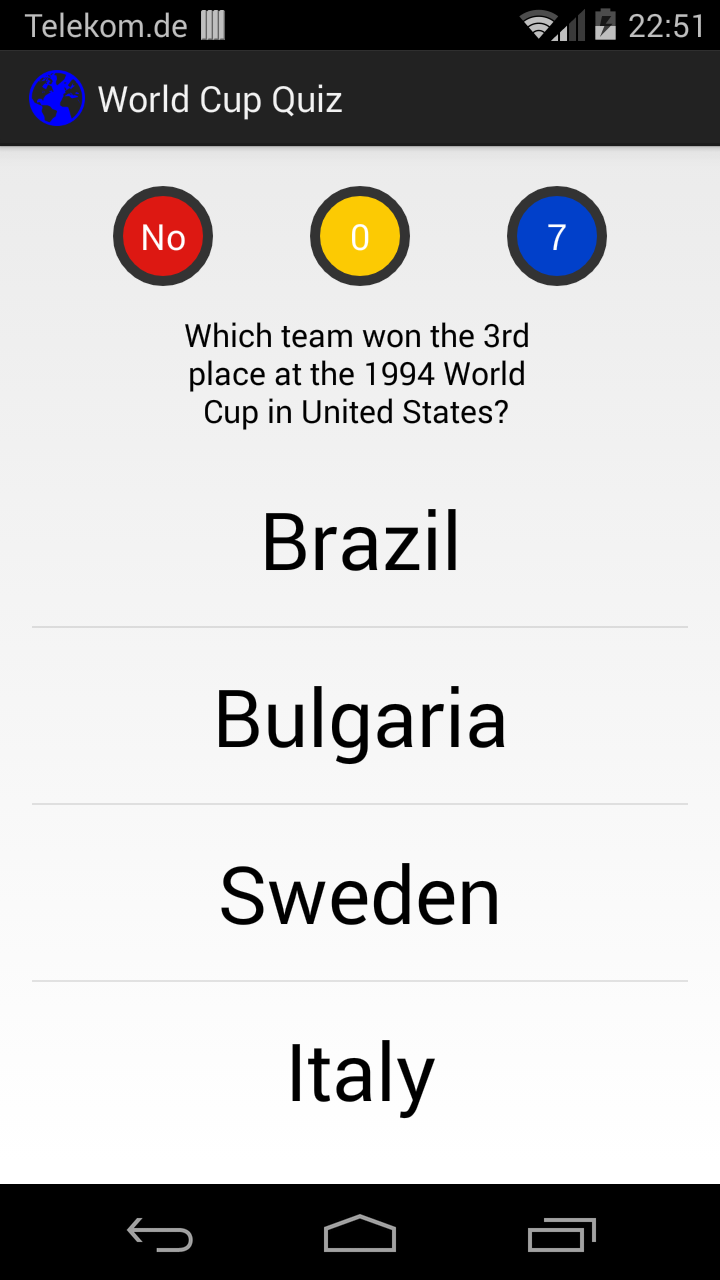 Telekom.de 22:51
World Cup Quiz
No 0 7
Which team won the 3rd
place at the 1994 World
Cup in United States?
Brazil
Bulgaria
Sweden
Italy